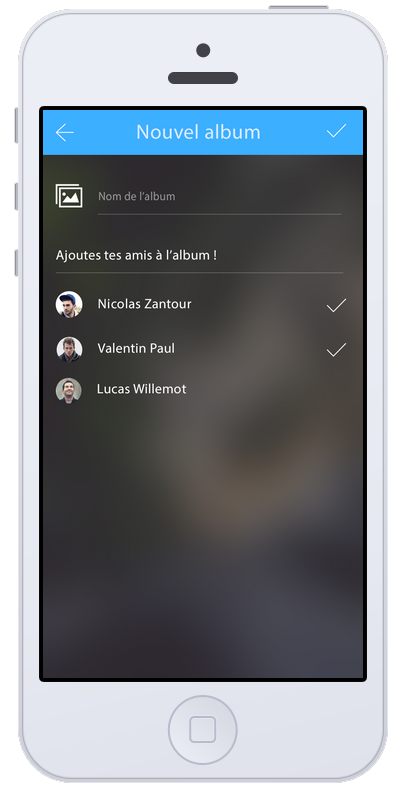 Nouvel album
Nom de l'album
Ajoutes tes amis à l'album !
Nicolas Zantour
Valentin Paul
Lucas Willemot